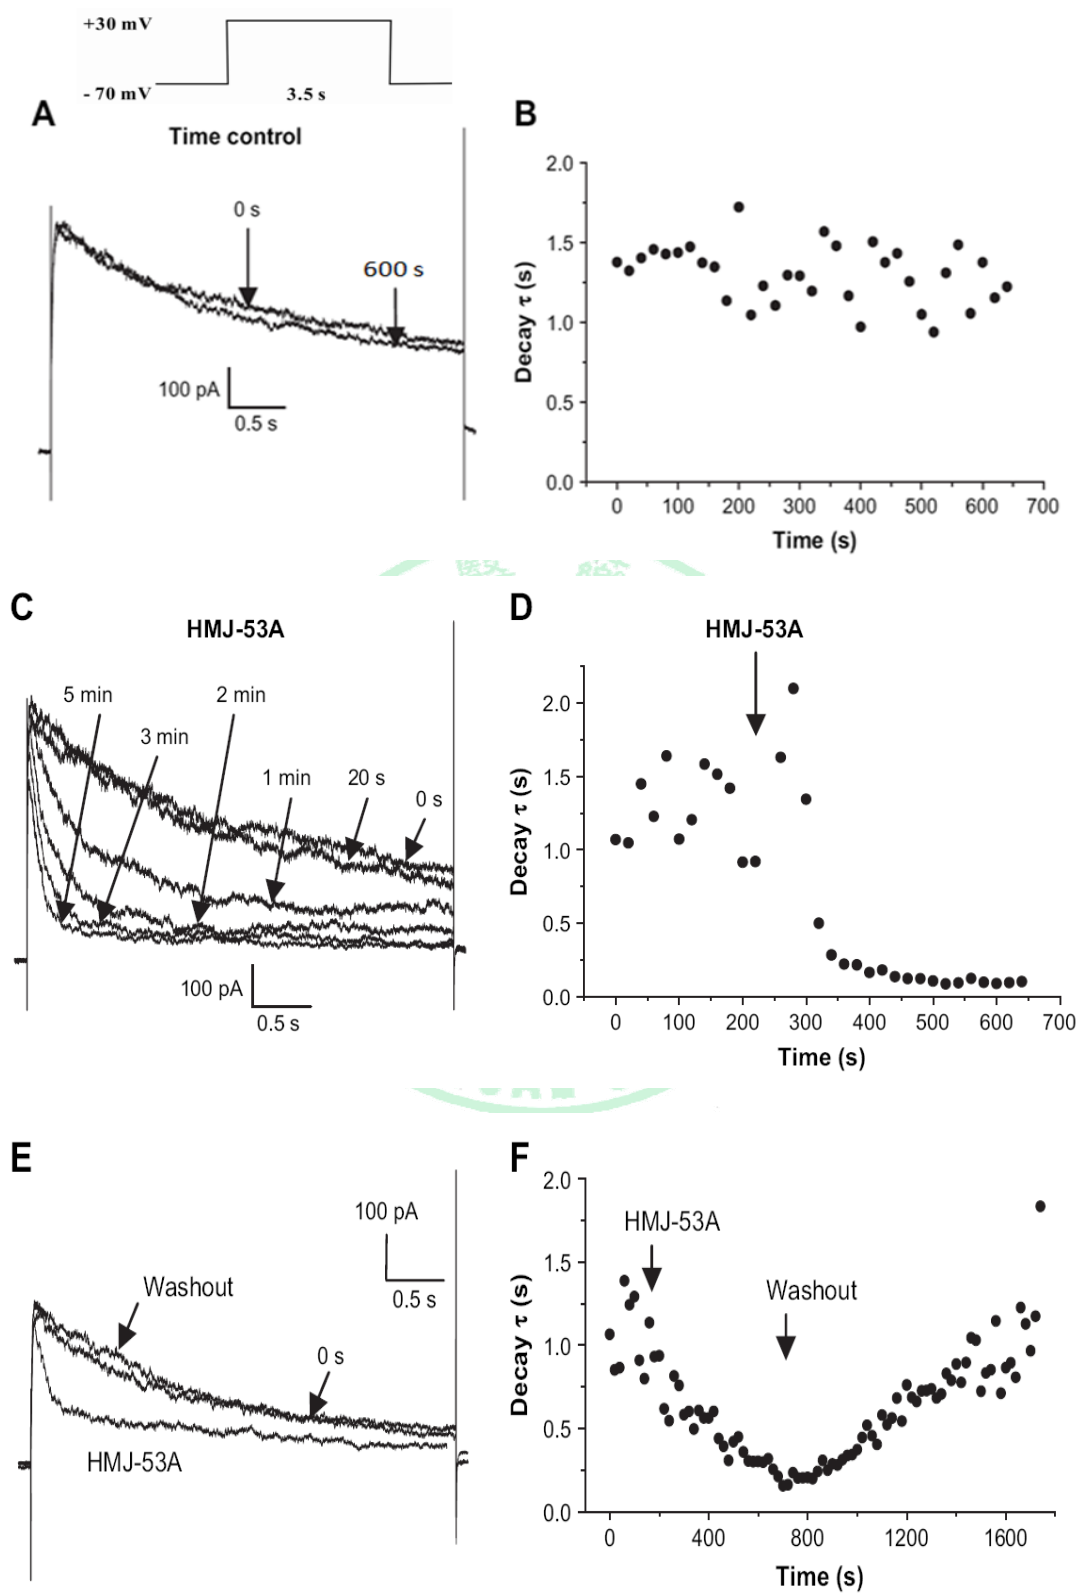 +30 mV
- 70 mV
3.5 s
A
Time control
0 s
600 s
100 pA
0.5 s
B
2.0
1.5
1.0
0.5
0.0
Decay τ (s)
0 100 200 300 400 500 600 700
Time (s)
C
HMJ-53A
5 min
2 min
3 min
1 min
20 s
0 s
100 pA
0.5 s
D
HMJ-53A
2.0
1.5
1.0
0.5
0.0
Decay τ (s)
0 100 200 300 400 500 600 700
Time (s)
E
100 pA
0.5 s
Washout
0 s
HMJ-53A
F
2.0
1.5
1.0
0.5
0.0
Decay τ (s)
HMJ-53A
Washout
0 400 800 1200 1600
Time (s)